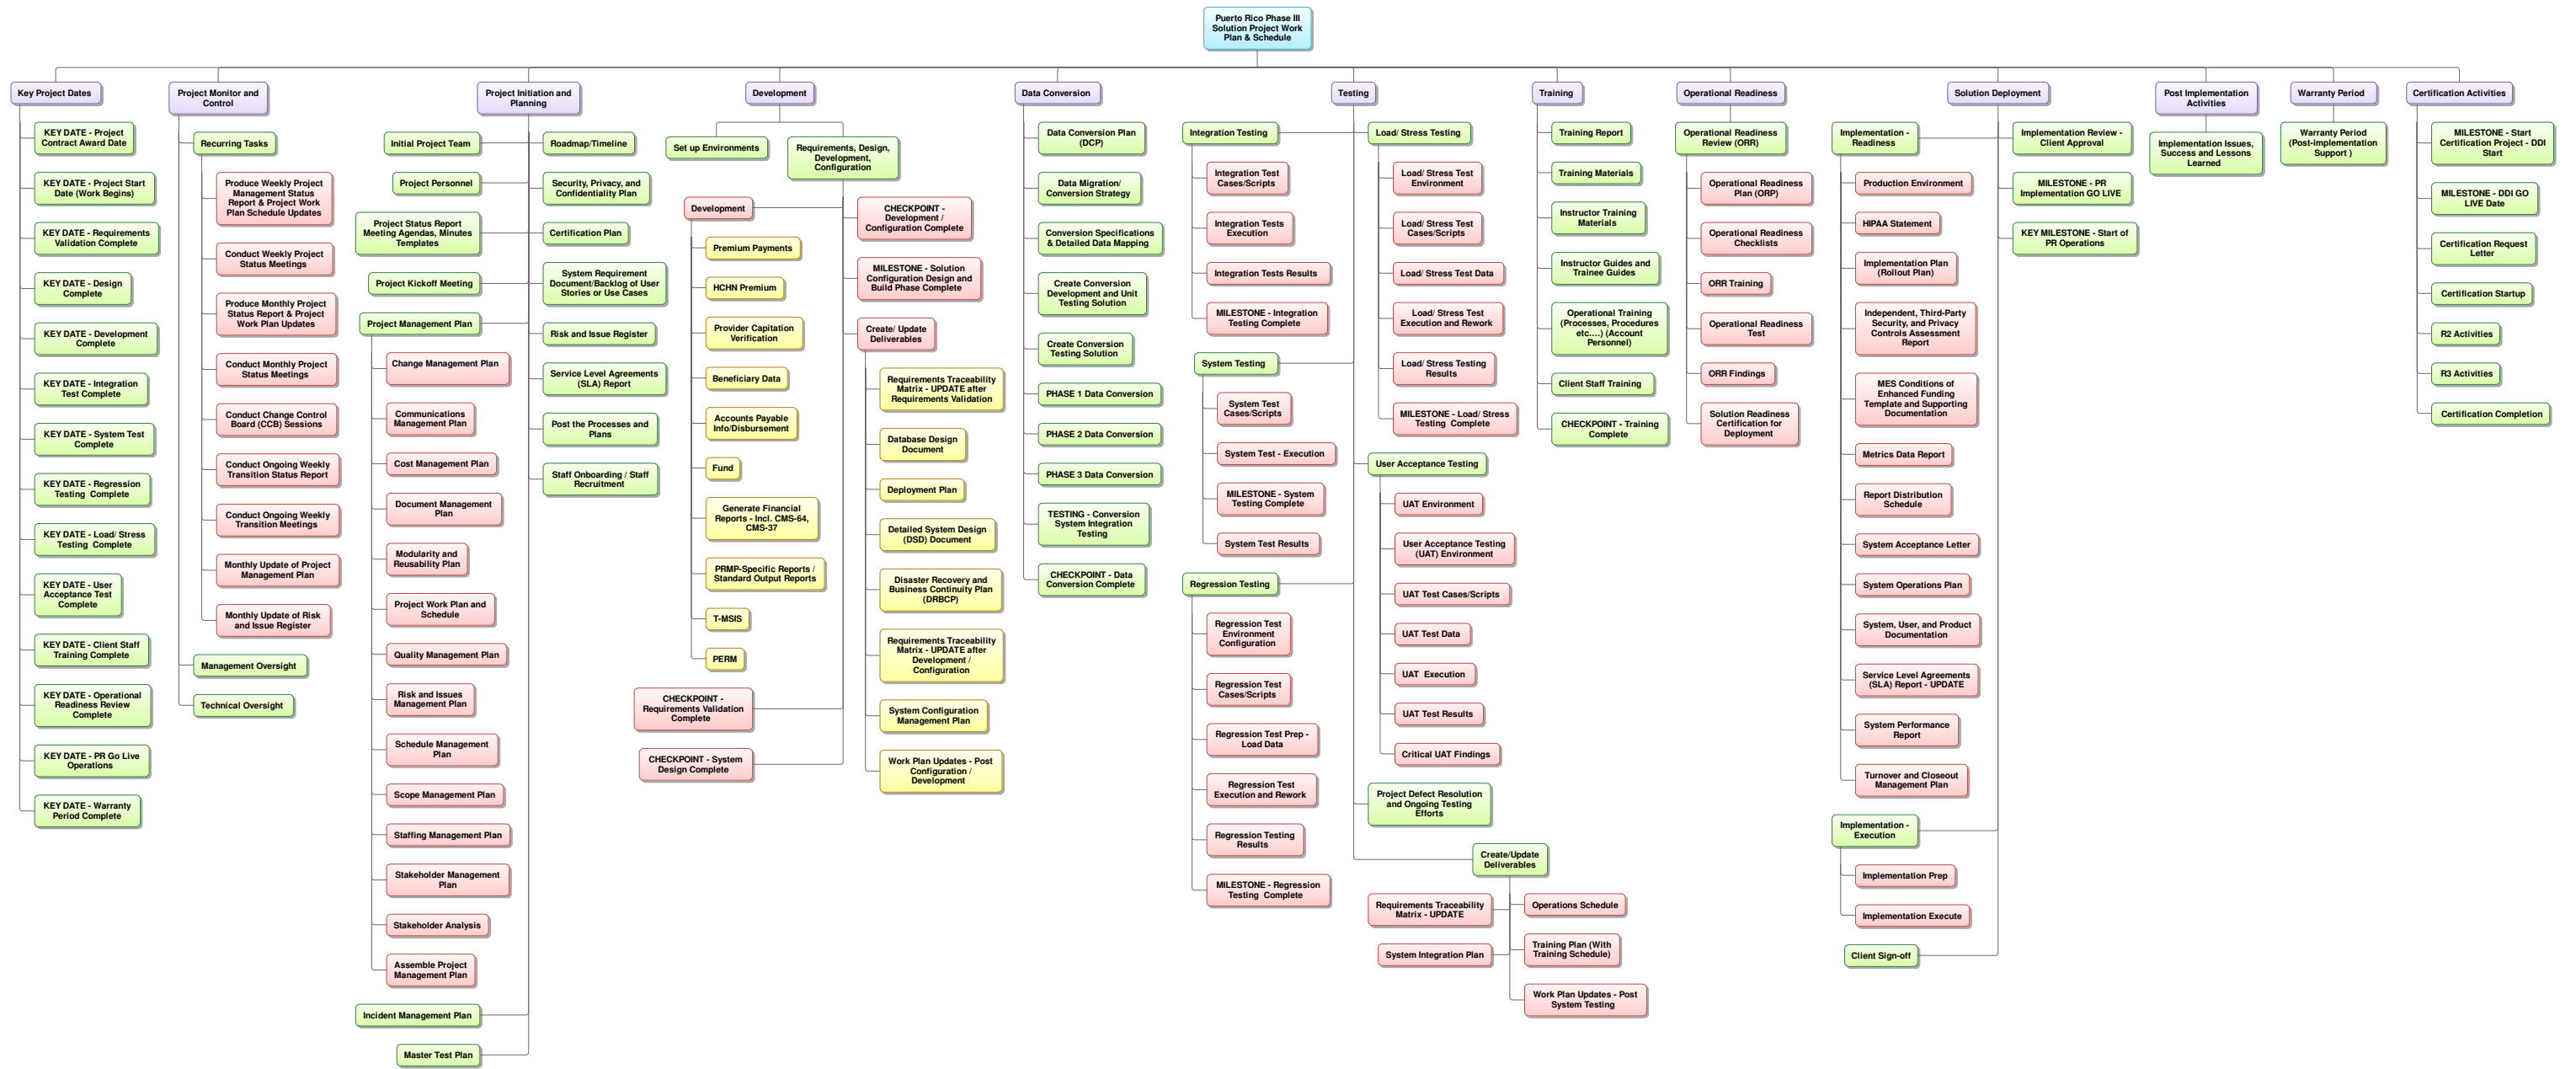 Puerto Rico Phase III
Solution Project Work
Plan & Schedule
Key Project Dates
KEY DATE - Project
Contract Award Date
KEY DATE - Project Start
Date (Work Begins)
KEY DATE - Requirements
Validation Complete
KEY DATE - Design
Complete
KEY DATE - Development
Complete
KEY DATE - Integration
Test Complete
KEY DATE - System Test
Complete
KEY DATE - Regression
Testing Complete
KEY DATE - Load/ Stress
Testing Complete
KEY DATE - User
Acceptance Test
Complete
KEY DATE - Client Staff
Training Complete
KEY DATE - Operational
Readiness Review
Complete
KEY DATE - PR Go Live
Operations
KEY DATE - Warranty
Period Complete
Project Monitor and
Control
Recurring Tasks
Produce Weekly Project
Management Status
Report & Project Work
Plan Schedule Updates
Conduct Weekly Project
Status Meetings
Produce Monthly Project
Status Report & Project
Work Plan Updates
Conduct Monthly Project
Status Meetings
Conduct Change Control
Board (CCB) Sessions
Conduct Ongoing Weekly
Transition Status Report
Conduct Ongoing Weekly
Transition Meetings
Monthly Update of Project
Management Plan
Monthly Update of Risk
and Issue Register
Management Oversight
Technical Oversight
Project Initiation and
Planning
Initial Project Team
Project Personnel
Project Status Report
Meeting Agendas, Minutes
Templates
Project Kickoff Meeting
Project Management Plan
Change Management Plan
Communications
Management Plan
Cost Management Plan
Document Management
Plan
Modularity and
Reusability Plan
Project Work Plan and
Schedule
Quality Management Plan
Risk and Issues
Management Plan
Schedule Management
Plan
Scope Management Plan
Staffing Management Plan
Stakeholder Management
Plan
Stakeholder Analysis
Assemble Project
Management Plan
Incident Management Plan
Master Test Plan
Roadmap/Timeline
Security, Privacy, and
Confidentiality Plan
Certification Plan
System Requirement
Document/Backlog of User
Stories or Use Cases
Risk and Issue Register
Service Level Agreements
(SLA) Report
Post the Processes and
Plans
Staff Onboarding / Staff
Recruitment
Development
Set up Environments
Requirements, Design,
Development,
Configuration
Development
Premium Payments
HCHN Premium
Provider Capitation
Verification
Beneficiary Data
Accounts Payable
Info/Disbursement
Fund
Generate Financial
Reports - Incl. CMS-64,
CMS-37
PRMP-Specific Reports /
Standard Output Reports
T-MSIS
PERM
CHECKPOINT -
Requirements Validation
Complete
CHECKPOINT - System
Design Complete
CHECKPOINT -
Development /
Configuration Complete
MILESTONE - Solution
Configuration Design and
Build Phase Complete
Create/ Update
Deliverables
Requirements Traceability
Matrix - UPDATE after
Requirements Validation
Database Design
Document
Deployment Plan
Detailed System Design
(DSD) Document
Disaster Recovery and
Business Continuity Plan
(DRBCP)
Requirements Traceability
Matrix - UPDATE after
Development /
Configuration
System Configuration
Management Plan
Work Plan Updates - Post
Configuration /
Development
Data Conversion
Data Conversion Plan
(DCP)
Data Migration/
Conversion Strategy
Conversion Specifications
& Detailed Data Mapping
Create Conversion
Development and Unit
Testing Solution
Create Conversion
Testing Solution
PHASE 1 Data Conversion
PHASE 2 Data Conversion
PHASE 3 Data Conversion
TESTING - Conversion
System Integration
Testing
CHECKPOINT - Data
Conversion Complete
Testing
Integration Testing
Integration Test
Cases/Scripts
Integration Tests
Execution
Integration Tests Results
MILESTONE - Integration
Testing Complete
System Testing
System Test
Cases/Scripts
System Test - Execution
MILESTONE - System
Testing Complete
System Test Results
Regression Testing
Regression Test
Environment
Configuration
Regression Test
Cases/Scripts
Regression Test Prep -
Load Data
Regression Test
Execution and Rework
Regression Testing
Results
MILESTONE - Regression
Testing Complete
Load/ Stress Testing
Load/ Stress Test
Environment
Load/ Stress Test
Cases/Scripts
Load/ Stress Test Data
Load/ Stress Test
Execution and Rework
Load/ Stress Testing
Results
MILESTONE - Load/ Stress
Testing Complete
User Acceptance Testing
UAT Environment
User Acceptance Testing
(UAT) Environment
UAT Test Cases/Scripts
UAT Test Data
UAT Execution
UAT Test Results
Critical UAT Findings
Project Defect Resolution
and Ongoing Testing
Efforts
Create/Update
Deliverables
Requirements Traceability
Matrix - UPDATE
System Integration Plan
Operations Schedule
Training Plan (With
Training Schedule)
Work Plan Updates - Post
System Testing
Training
Training Report
Training Materials
Instructor Training
Materials
Instructor Guides and
Trainee Guides
Operational Training
(Processes, Procedures
etc....) (Account
Personnel)
Client Staff Training
CHECKPOINT - Training
Complete
Operational Readiness
Operational Readiness
Review (ORR)
Operational Readiness
Plan (ORP)
Operational Readiness
Checklists
ORR Training
Operational Readiness
Test
ORR Findings
Solution Readiness
Certification for
Deployment
Solution Deployment
Implementation -
Readiness
Production Environment
HIPAA Statement
Implementation Plan
(Rollout Plan)
Independent, Third-Party
Security, and Privacy
Controls Assessment
Report
MES Conditions of
Enhanced Funding
Template and Supporting
Documentation
Metrics Data Report
Report Distribution
Schedule
System Acceptance Letter
System Operations Plan
System, User, and Product
Documentation
Service Level Agreements
(SLA) Report - UPDATE
System Performance
Report
Turnover and Closeout
Management Plan
Implementation -
Execution
Implementation Prep
Implementation Execute
Client Sign-off
Implementation Review -
Client Approval
MILESTONE - PR
Implementation GO LIVE
KEY MILESTONE - Start of
PR Operations
Post Implementation
Activities
Implementation Issues,
Success and Lessons
Learned
Warranty Period
Warranty Period
(Post-implementation
Support )
Certification Activities
MILESTONE - Start
Certification Project - DDI
Start
MILESTONE - DDI GO
LIVE Date
Certification Request
Letter
Certification Startup
R2 Activities
R3 Activities
Certification Completion